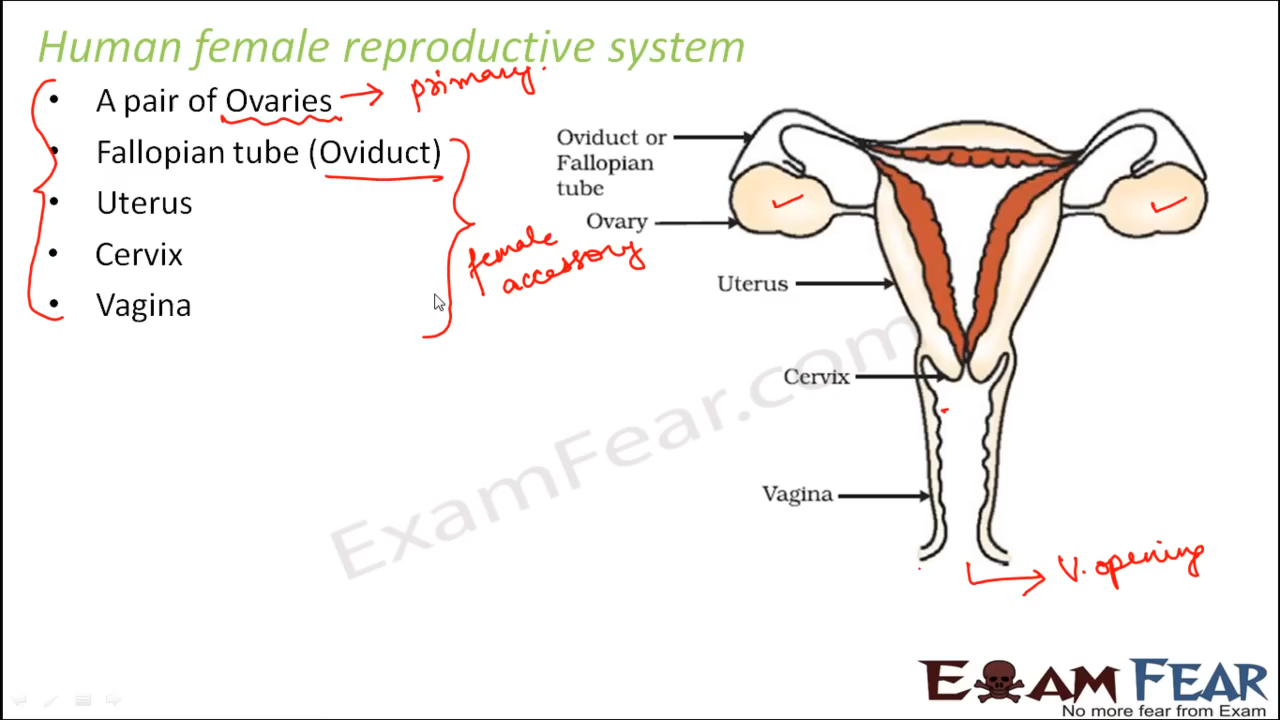 Human female reproductive system
• A pair of Ovaries → primary.
• Fallopian tube (Oviduct)
• Uterus
• Cervix
• Vagina
female
accessory
Oviduct or
Fallopian
tube
Ovary
Uterus
Cervix
Vagina
V. opening
ExamFear.com
EXAM FEAR
No more fear from Exam